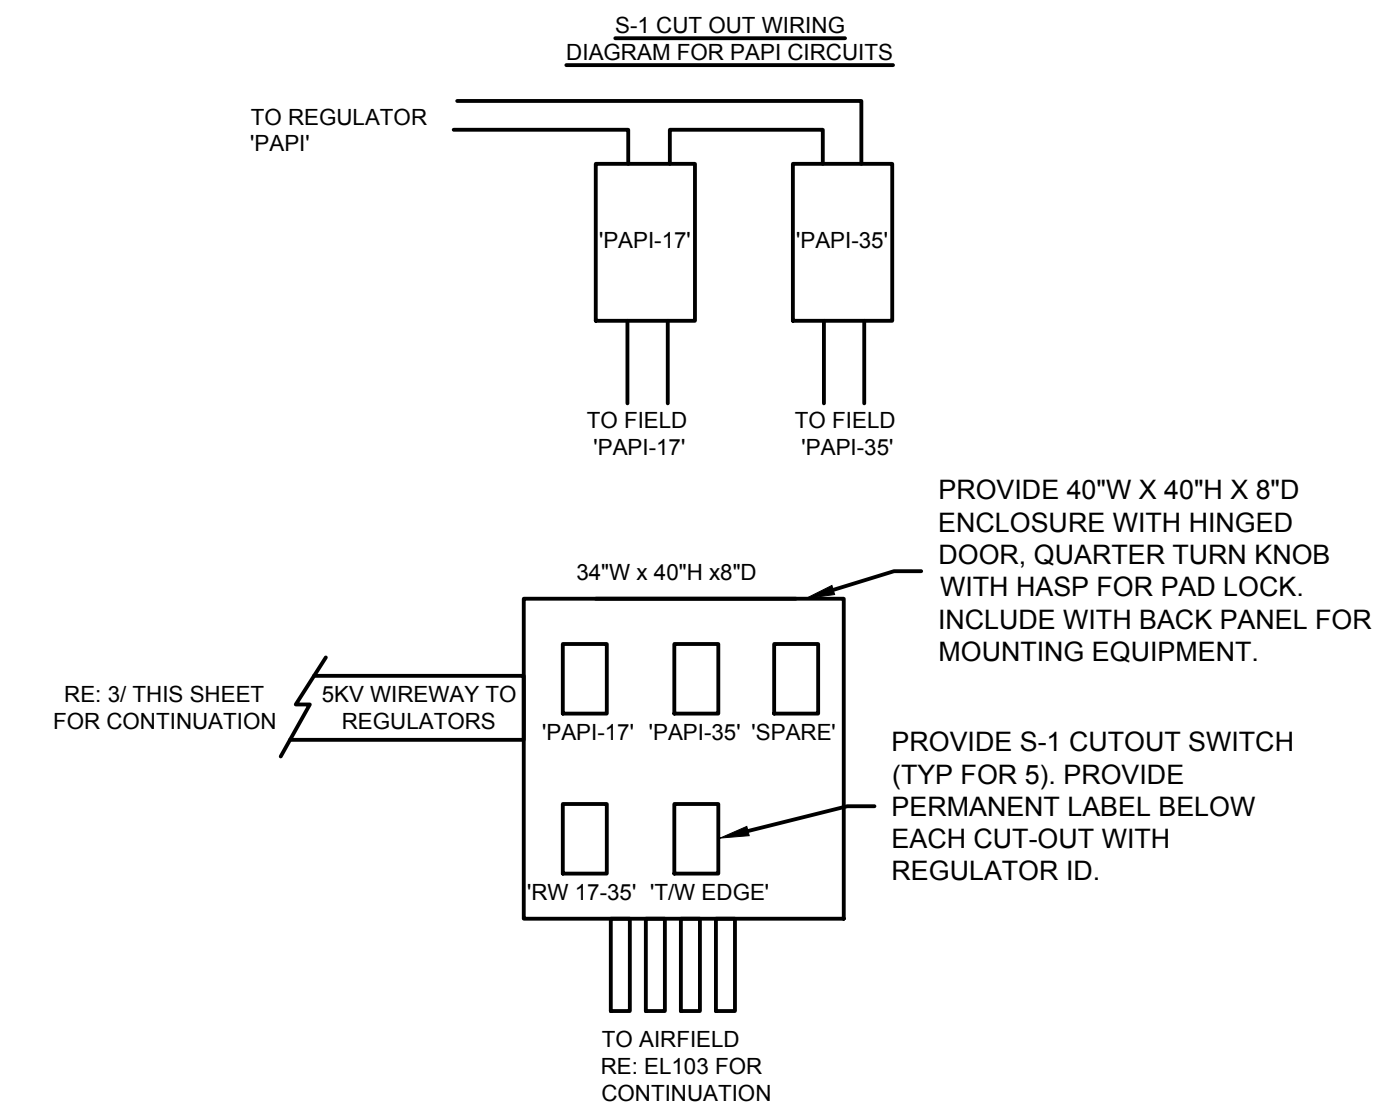 S-1 CUT OUT WIRING
DIAGRAM FOR PAPI CIRCUITS
TO REGULATOR
'PAPI'
'PAPI-17'
'PAPI-35'
TO FIELD
'PAPI-17'
TO FIELD
'PAPI-35'
PROVIDE 40"W X 40"H X 8"D
ENCLOSURE WITH HINGED
DOOR, QUARTER TURN KNOB
WITH HASP FOR PAD LOCK.
INCLUDE WITH BACK PANEL FOR
MOUNTING EQUIPMENT.
34"W x 40"H x8"D
RE: 3/ THIS SHEET
FOR CONTINUATION
5KV WIREWAY TO
REGULATORS
'PAPI-17'
'PAPI-35'
'SPARE'
PROVIDE S-1 CUTOUT SWITCH
(TYP FOR 5). PROVIDE
PERMANENT LABEL BELOW
EACH CUT-OUT WITH
REGULATOR ID.
'RW 17-35'
'T/W EDGE'
TO AIRFIELD
RE: EL103 FOR
CONTINUATION